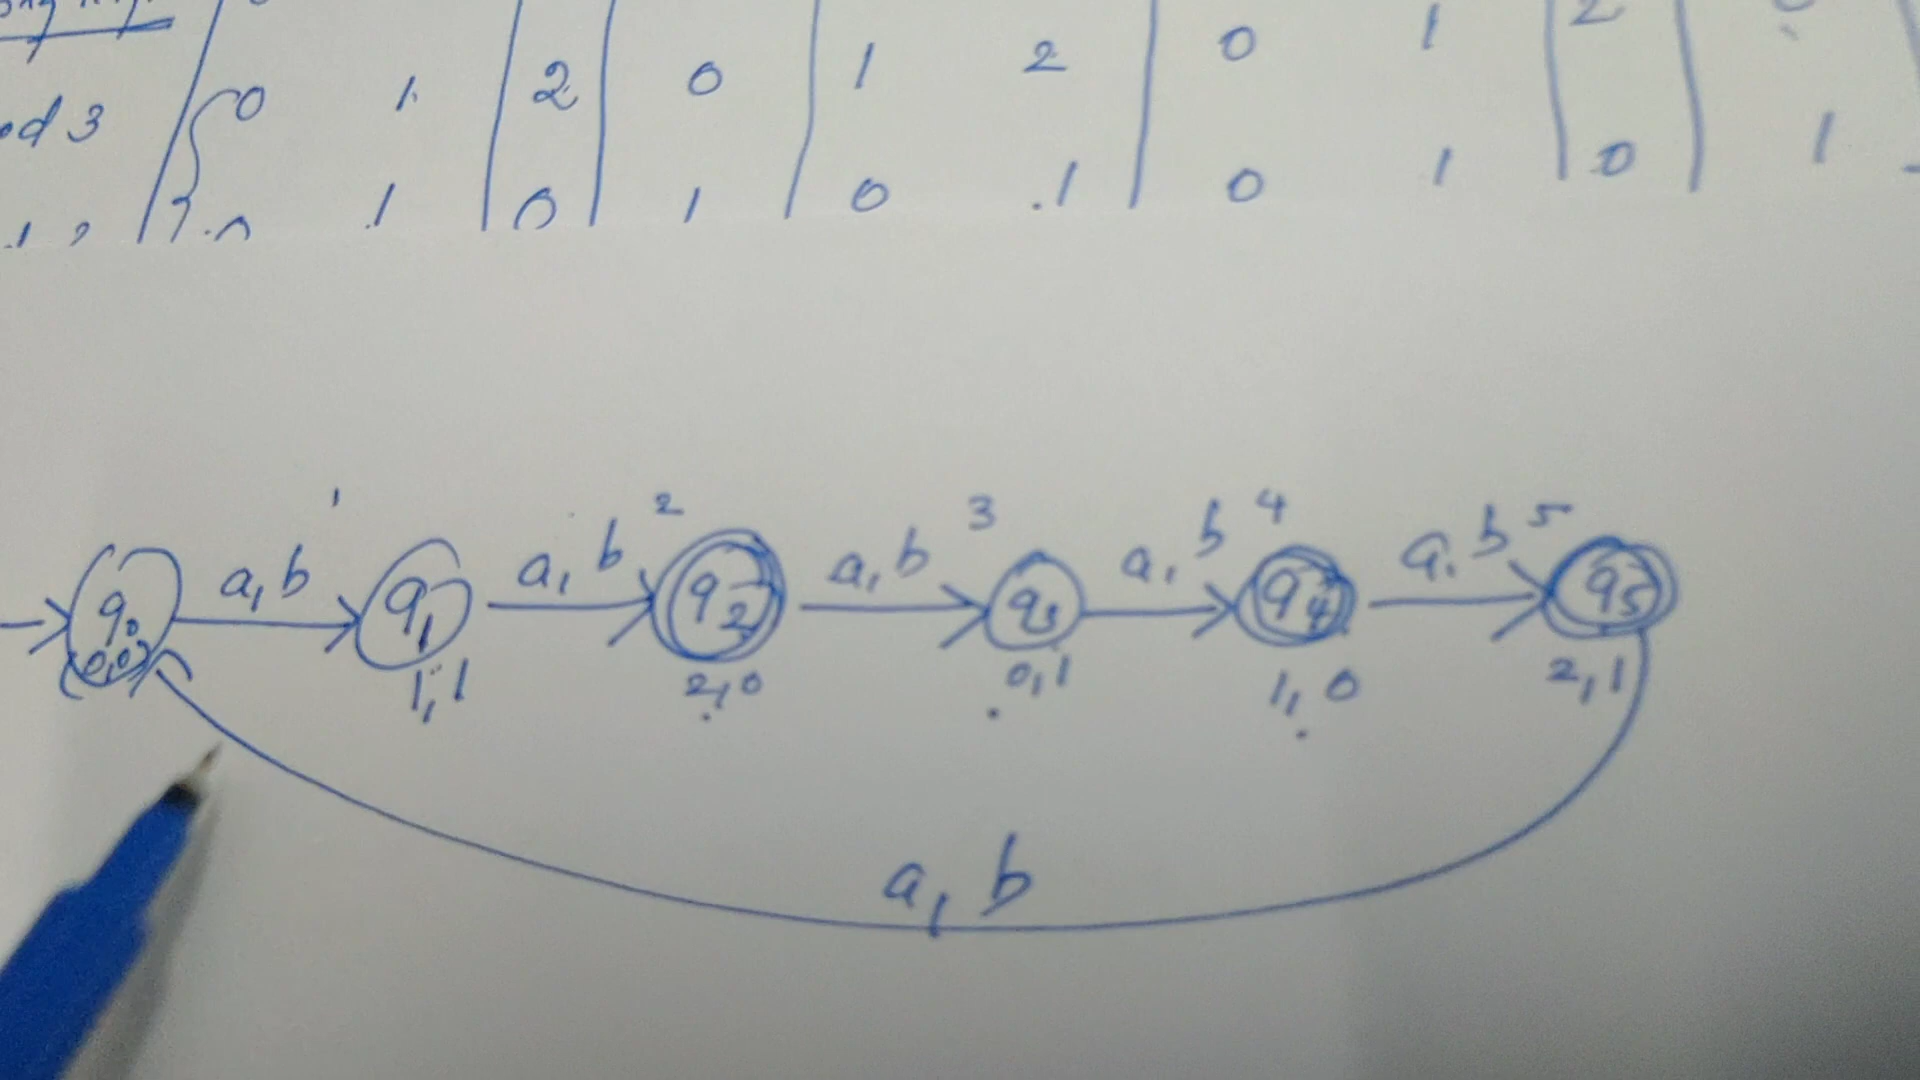 0 1 2 0 1 2 0 1 2
od 3
1 0 1 0 1 0 1 0 1
1 2 3 4 5
a,b a,b a,b a,b a,b
q0 q1 q2 q3 q4 q5
(0,0) 1,1 2,0 0,1 1,0 2,1
a,b